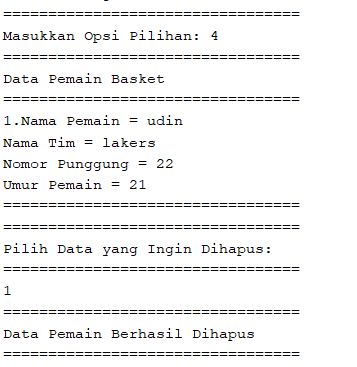 =================================
Masukkan Opsi Pilihan: 4
=================================
Data Pemain Basket
=================================
1.Nama Pemain = udin
Nama Tim = lakers
Nomor Punggung = 22
Umur Pemain = 21
=================================
=================================
Pilih Data yang Ingin Dihapus:
=================================
1
=================================
Data Pemain Berhasil Dihapus
=================================